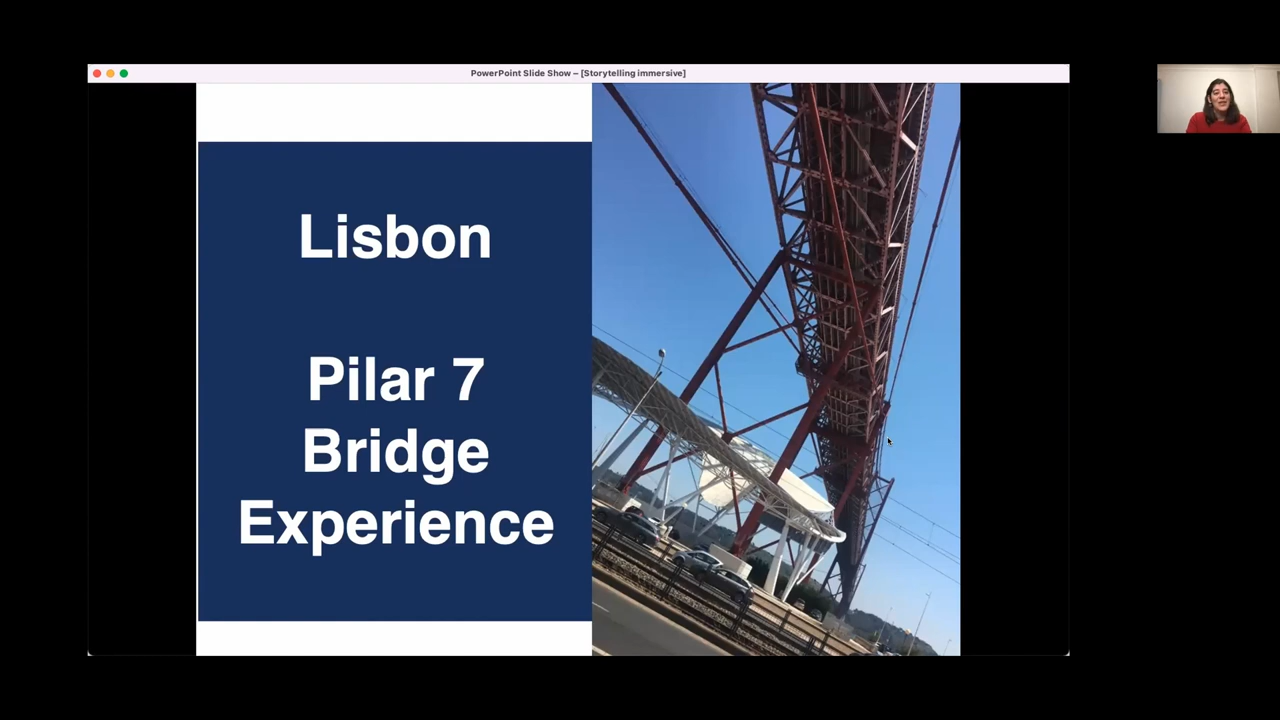 PowerPoint Slide Show – [Storytelling immersive]
Lisbon
Pilar 7
Bridge
Experience